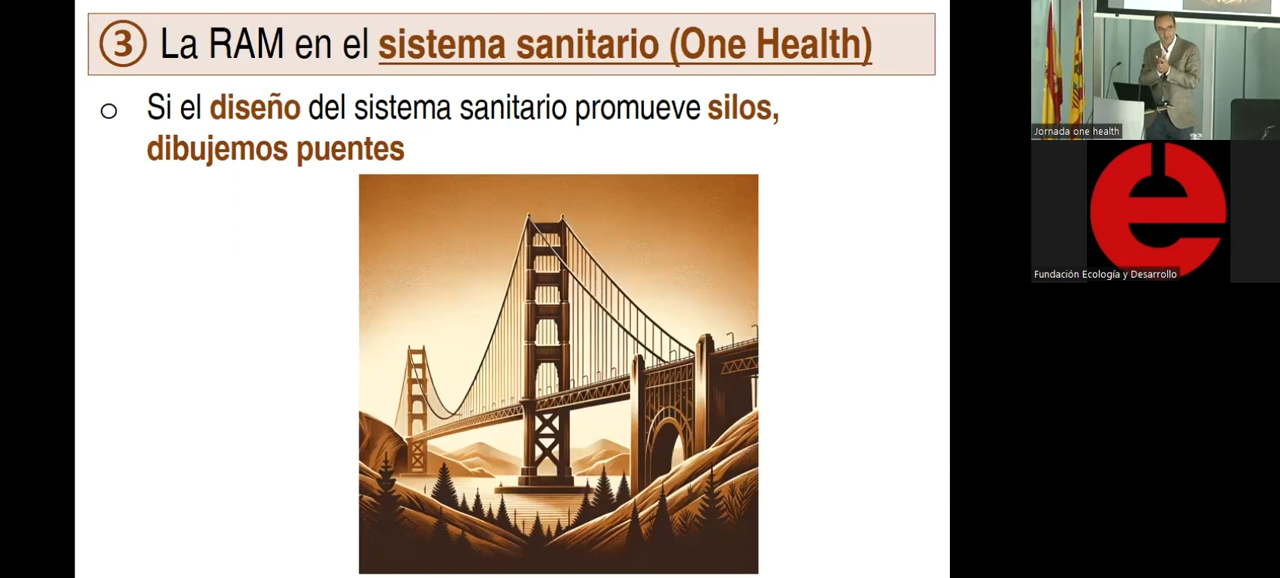 ③ La RAM en el sistema sanitario (One Health)
o Si el diseño del sistema sanitario promueve silos,
dibujemos puentes
Jornada one health
e
Fundación Ecología y Desarrollo